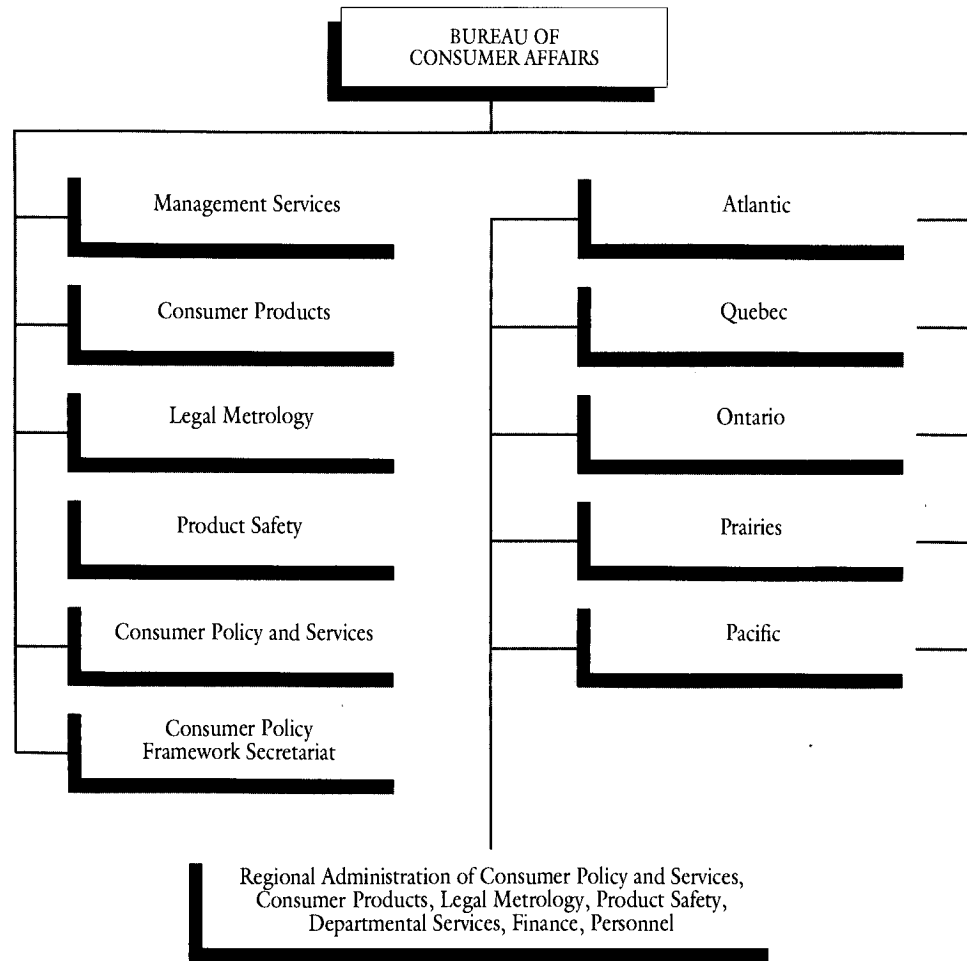 BUREAU OF
CONSUMER AFFAIRS
Management Services
Consumer Products
Legal Metrology
Product Safety
Consumer Policy and Services
Consumer Policy
Framework Secretariat
Atlantic
Quebec
Ontario
Prairies
Pacific
Regional Administration of Consumer Policy and Services,
Consumer Products, Legal Metrology, Product Safety,
Departmental Services, Finance, Personnel